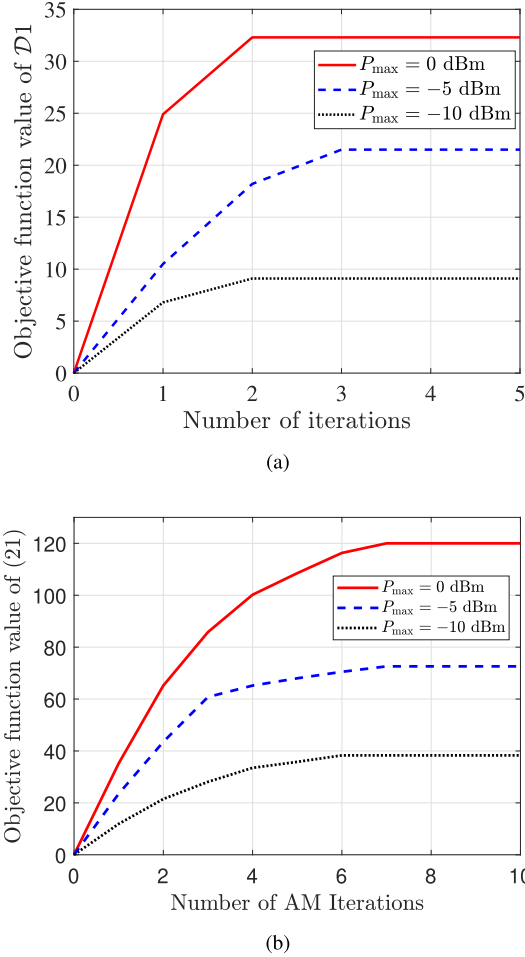 35
30
25
20
15
10
5
0
Objective function value of 𝒟1
P_max = 0 dBm
P_max = −5 dBm
P_max = −10 dBm
0 1 2 3 4 5
Number of iterations
(a)
120
100
80
60
40
20
0
Objective function value of (21)
P_max = 0 dBm
P_max = −5 dBm
P_max = −10 dBm
0 2 4 6 8 10
Number of AM Iterations
(b)